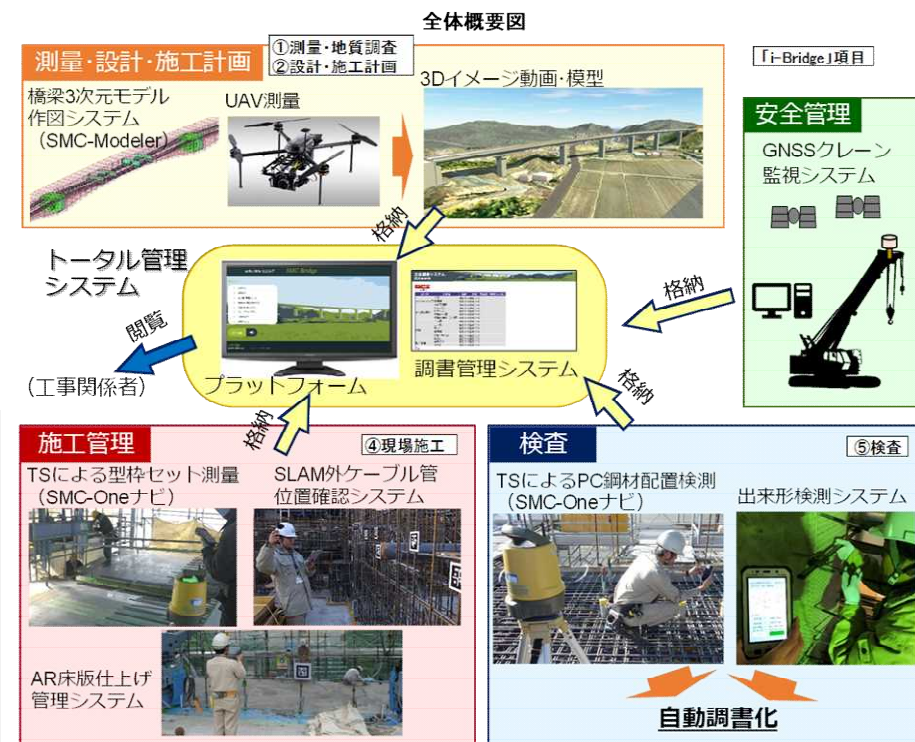 全体概要図
測量・設計・施工計画
①測量・地質調査
②設計・施工計画
「i-Bridge」項目
橋梁3次元モデル
作図システム
（SMC-Modeler）
UAV測量
3Dイメージ動画・模型
安全管理
GNSSクレーン
監視システム
格納
トータル管理
システム
SMC Bridge
格納
閲覧
（工事関係者）
プラットフォーム
調書管理システム
格納
格納
施工管理
④現場施工
TSによる型枠セット測量
（SMC-Oneナビ）
SLAM外ケーブル管
位置確認システム
AR床版仕上げ
管理システム
検査
⑤検査
TSによるPC鋼材配置検測
（SMC-Oneナビ）
出来形検測システム
自動調書化